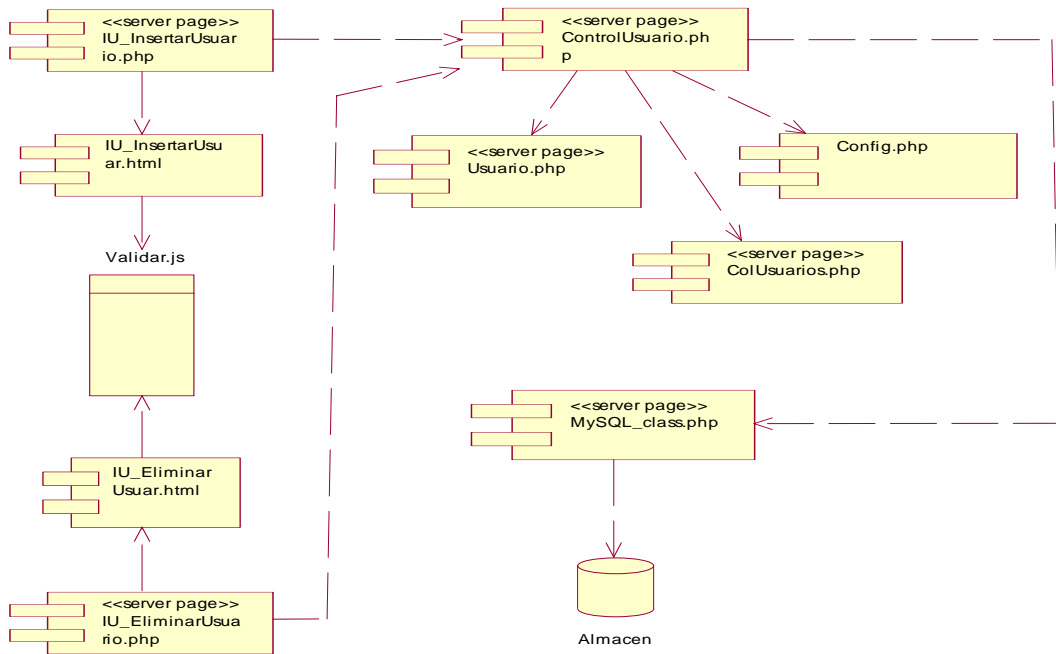 <<server page>>
IU_InsertarUsuar
io.php
<<server page>>
ControlUsuario.ph
p
IU_InsertarUsu
ar.html
<<server page>>
Usuario.php
Config.php
Validar.js
<<server page>>
ColUsuarios.php
<<server page>>
MySQL_class.php
IU_Eliminar
Usuar.html
<<server page>>
IU_EliminarUsua
rio.php
Almacen